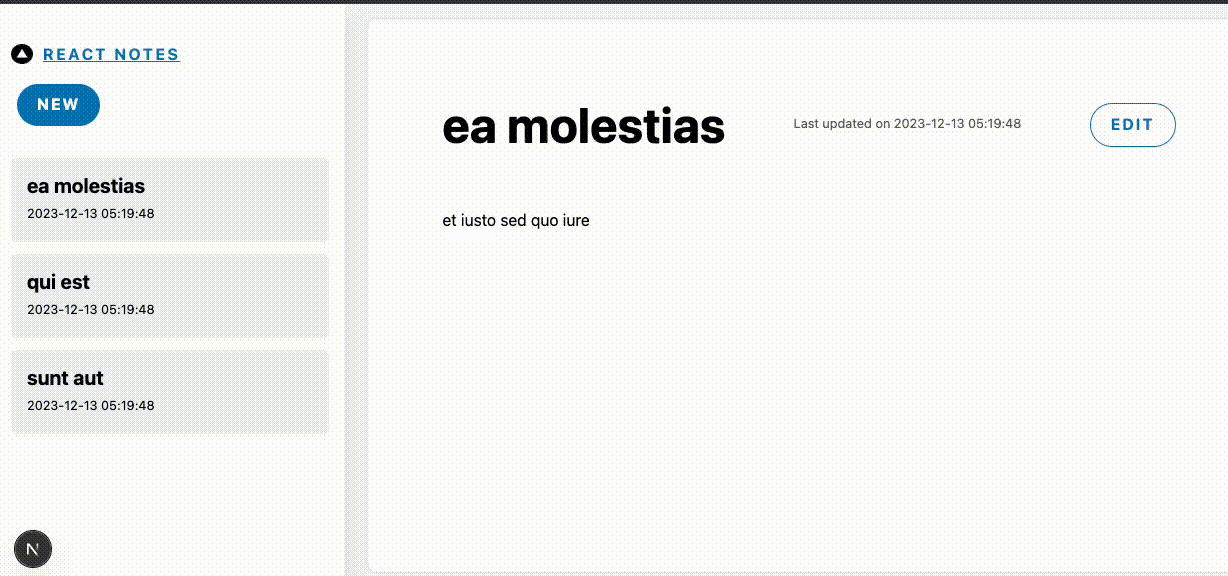 REACT NOTES
NEW
ea molestias
2023-12-13 05:19:48
qui est
2023-12-13 05:19:48
sunt aut
2023-12-13 05:19:48
N
ea molestias
Last updated on 2023-12-13 05:19:48
EDIT
et iusto sed quo iure